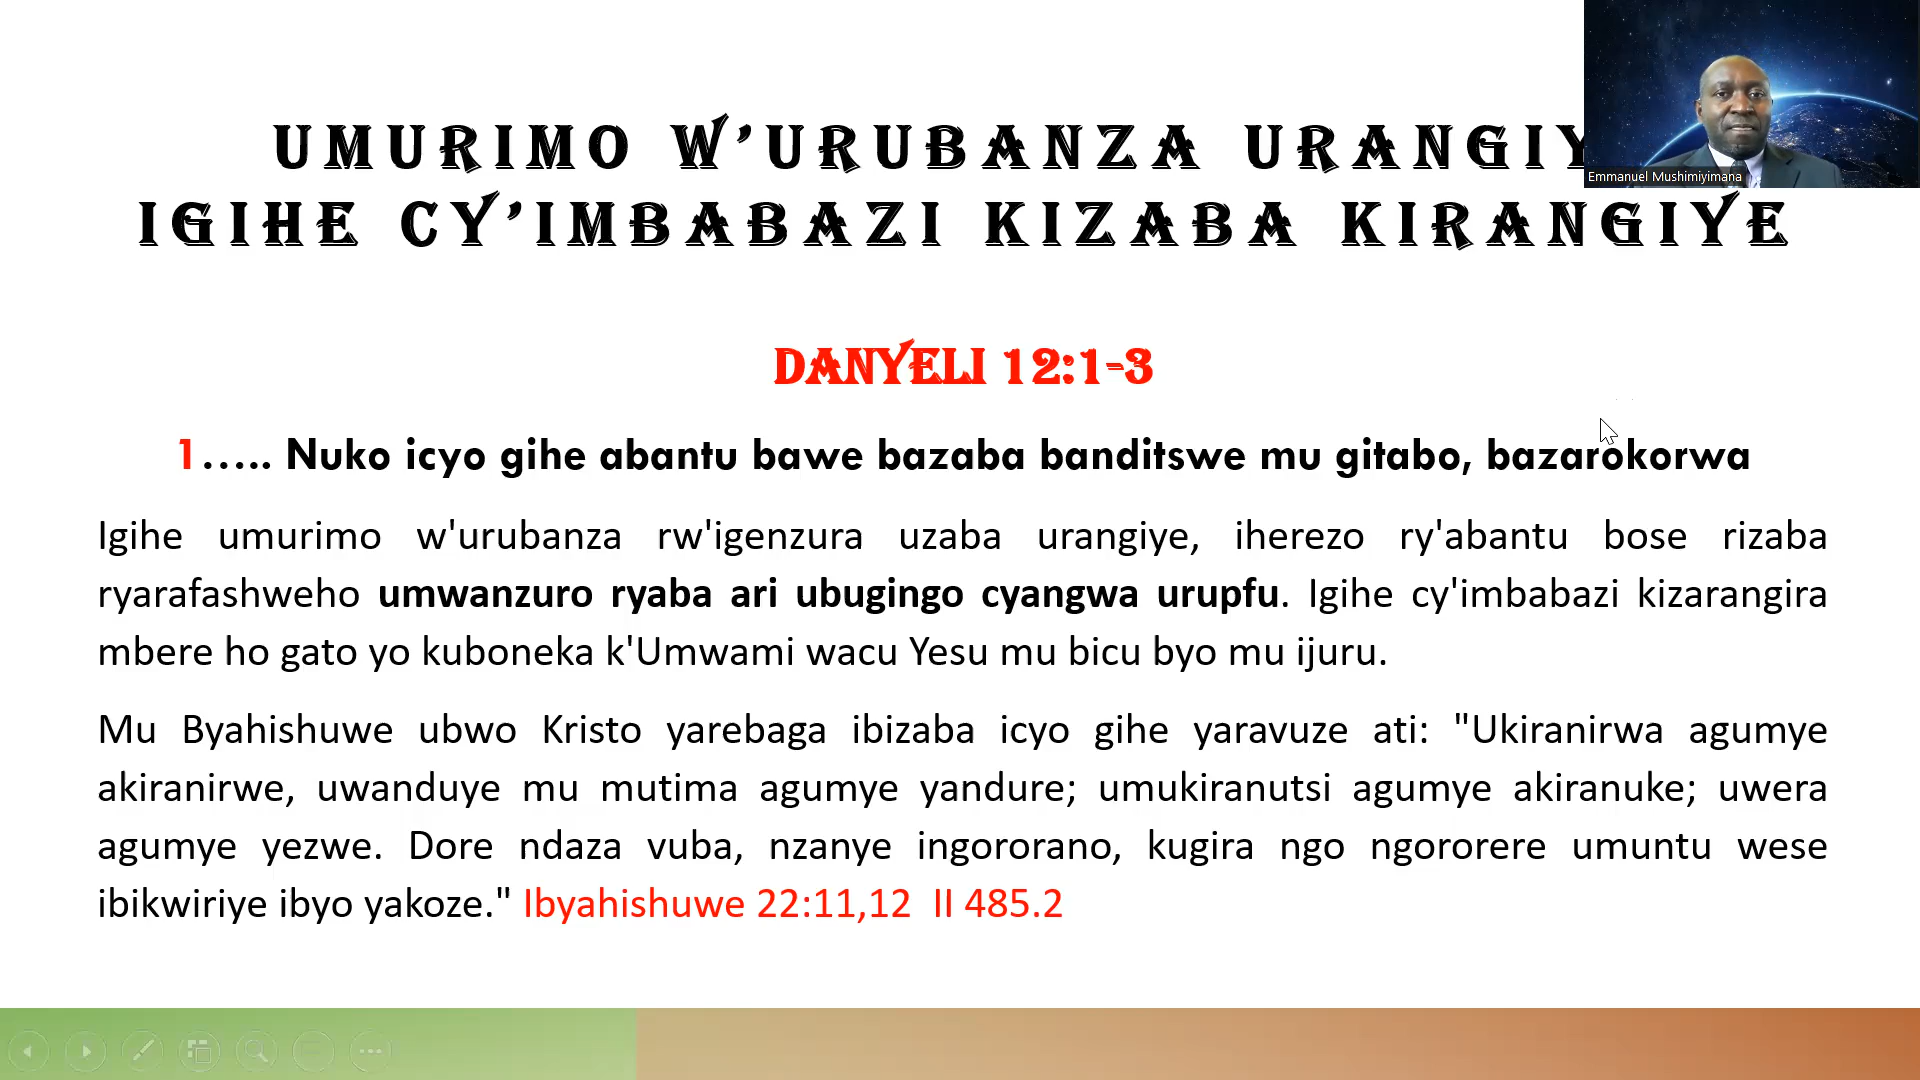 UMURIMO W’URUBANZA
IGIHE CY’IMBABAZI KIZABA KIRANGIYE
Emmanuel Mushimiyimana
DANYELI 12:1-3
1..... Nuko icyo gihe abantu bawe bazaba banditswe mu gitabo, bazarokorwa
Igihe umurimo w'urubanza rw'igenzura uzaba urangiye, iherezo ry'abantu bose rizaba
ryarafashweho umwanzuro ryaba ari ubugingo cyangwa urupfu. Igihe cy'imbabazi kizarangira
mbere ho gato yo kuboneka k'Umwami wacu Yesu mu bicu byo mu ijuru.
Mu Byahishuwe ubwo Kristo yarebaga ibizaba icyo gihe yaravuze ati: "Ukiranirwa agumye
akiranirwe, uwanduye mu mutima agumye yandure; umukiranutsi agumye akiranuke; uwera
agumye yezwe. Dore ndaza vuba, nzanye ingororano, kugira ngo ngororere umuntu wese
ibikwiriye ibyo yakoze." Ibyahishuwe 22:11,12 II 485.2